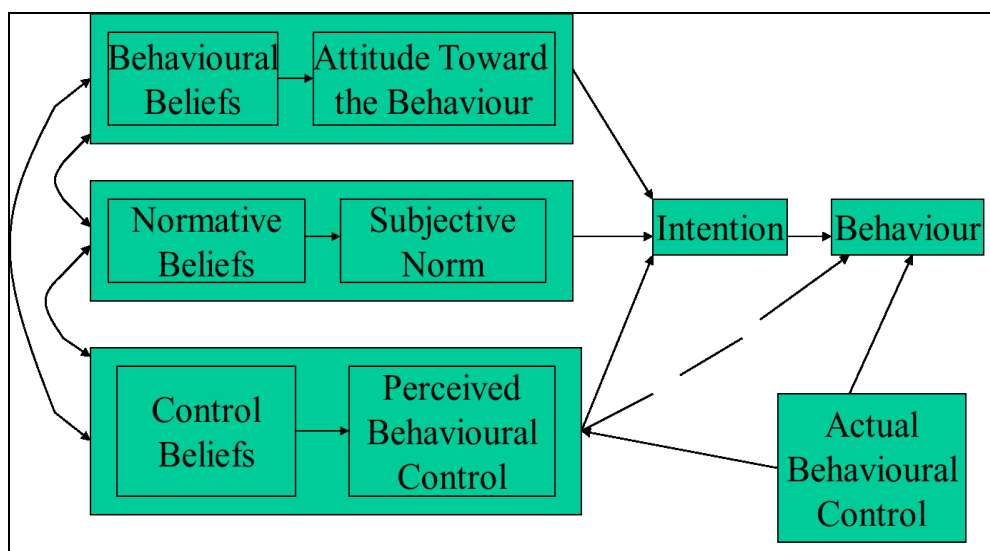 Behavioural
Beliefs
Attitude Toward
the Behaviour
Normative
Beliefs
Subjective
Norm
Intention
Behaviour
Control
Beliefs
Perceived
Behavioural
Control
Actual
Behavioural
Control